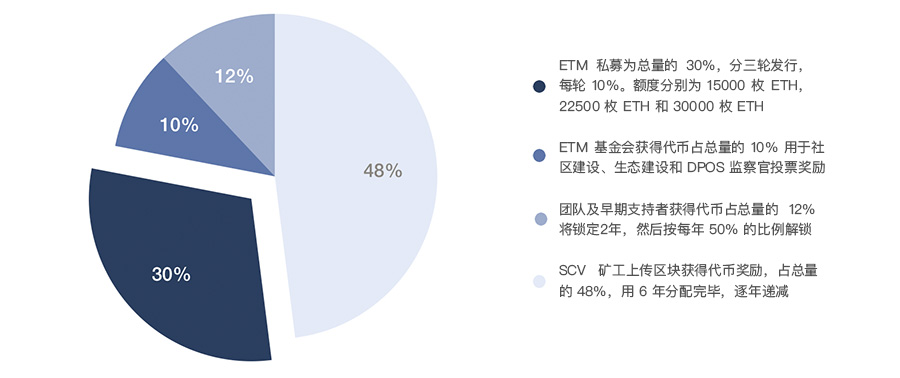 12%
10%
48%
30%
ETM 私募为总量的 30%，分三轮发行，
每轮 10%。额度分别为 15000 枚 ETH，
22500 枚 ETH 和 30000 枚 ETH
ETM 基金会获得代币占总量的 10% 用于社
区建设、生态建设和 DPOS 监察官投票奖励
团队及早期支持者获得代币占总量的 12%
将锁定2年，然后按每年 50% 的比例解锁
SCV 矿工上传区块获得代币奖励，占总量
的 48%，用 6 年分配完毕，逐年递减